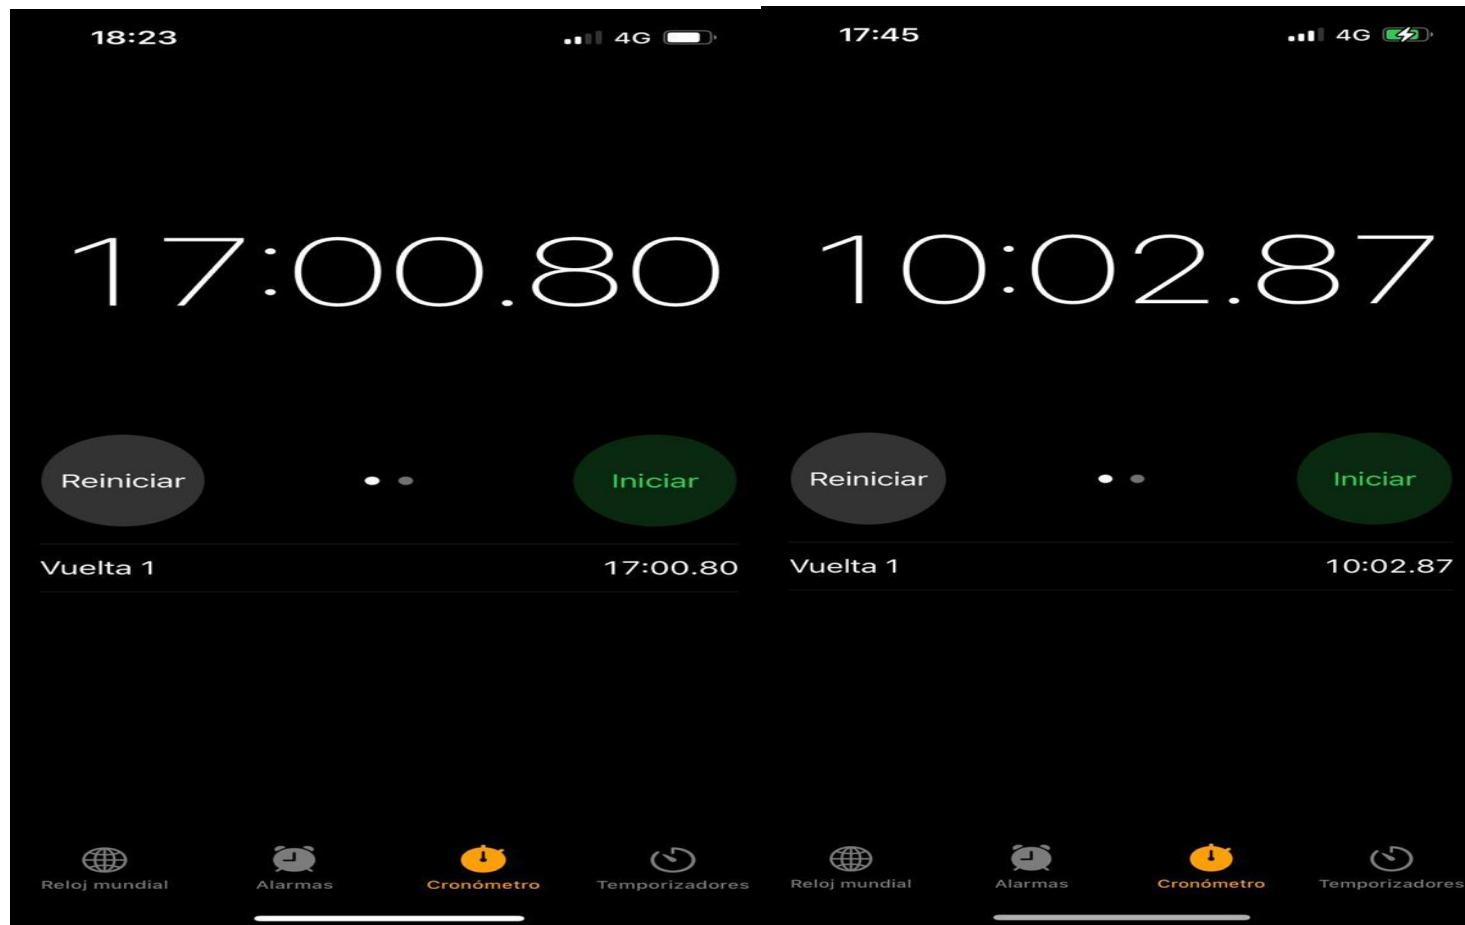 18:23 4G
17:00.80
Reiniciar Iniciar
Vuelta 1 17:00.80
Reloj mundial Alarmas Cronómetro Temporizadores
17:45 4G
10:02.87
Reiniciar Iniciar
Vuelta 1 10:02.87
Reloj mundial Alarmas Cronómetro Temporizadores